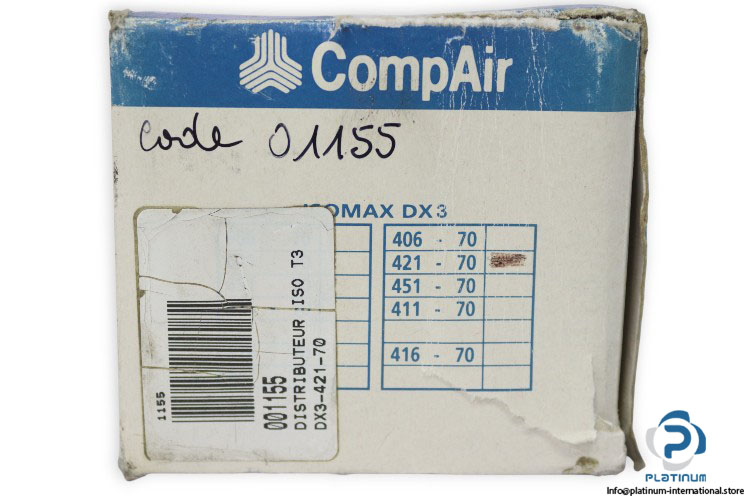 CompAir
code 01155
ISOMAX DX3
406 - 70
421 - 70
451 - 70
411 - 70
416 - 70
1155
001155
DISTRIBUTEUR ISO T3
DX3-421-70
PLATINUM
Info@platinum-international.store